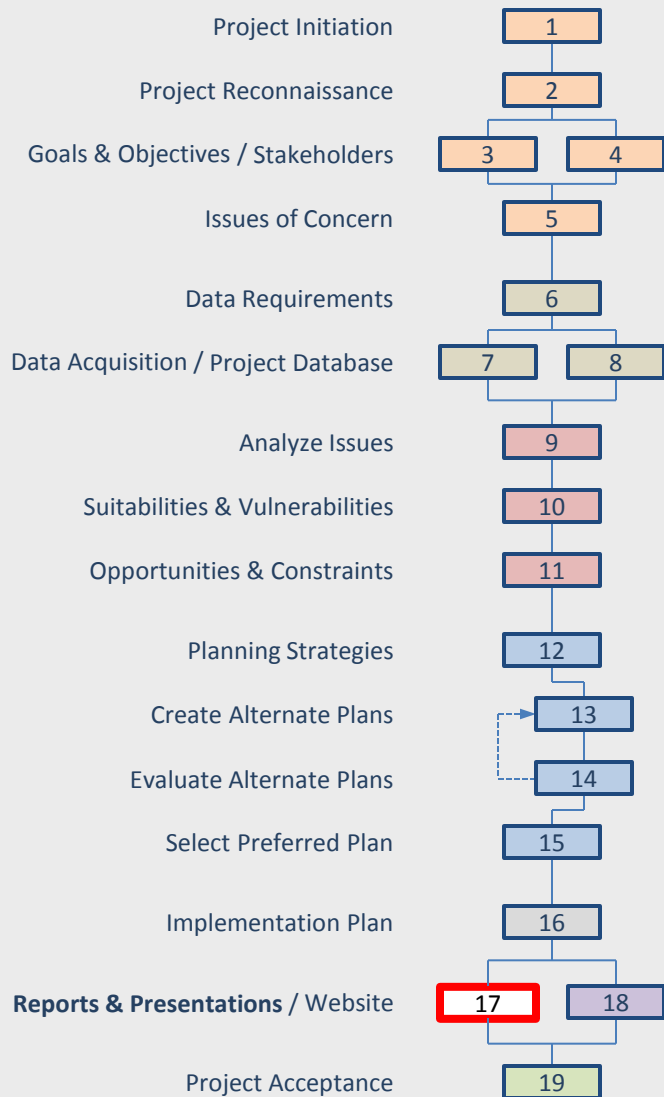 Project Initiation 1
Project Reconnaissance 2
Goals & Objectives / Stakeholders 3 4
Issues of Concern 5
Data Requirements 6
Data Acquisition / Project Database 7 8
Analyze Issues 9
Suitabilities & Vulnerabilities 10
Opportunities & Constraints 11
Planning Strategies 12
Create Alternate Plans 13
Evaluate Alternate Plans 14
Select Preferred Plan 15
Implementation Plan 16
Reports & Presentations / Website 17 18
Project Acceptance 19